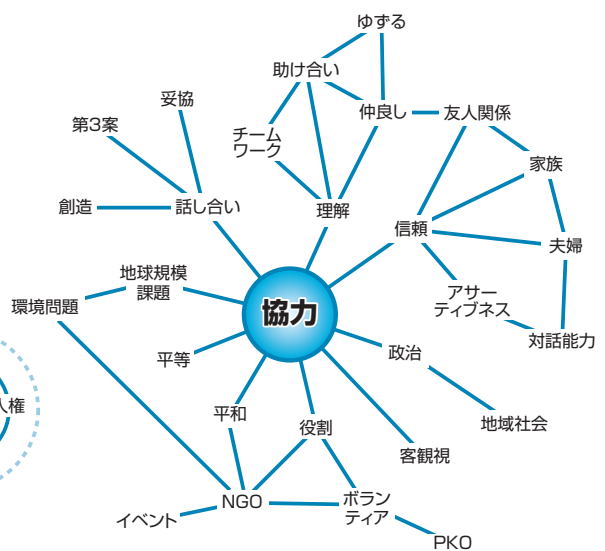 ゆずる
助け合い
妥協
仲良し
友人関係
第3案
チーム
ワーク
家族
創造
話し合い
理解
信頼
夫婦
地球規模
課題
アサー
ティブネス
環境問題
協力
対話能力
平等
政治
人権
平和
役割
地域社会
客観視
NGO
ボラン
ティア
イベント
PKO